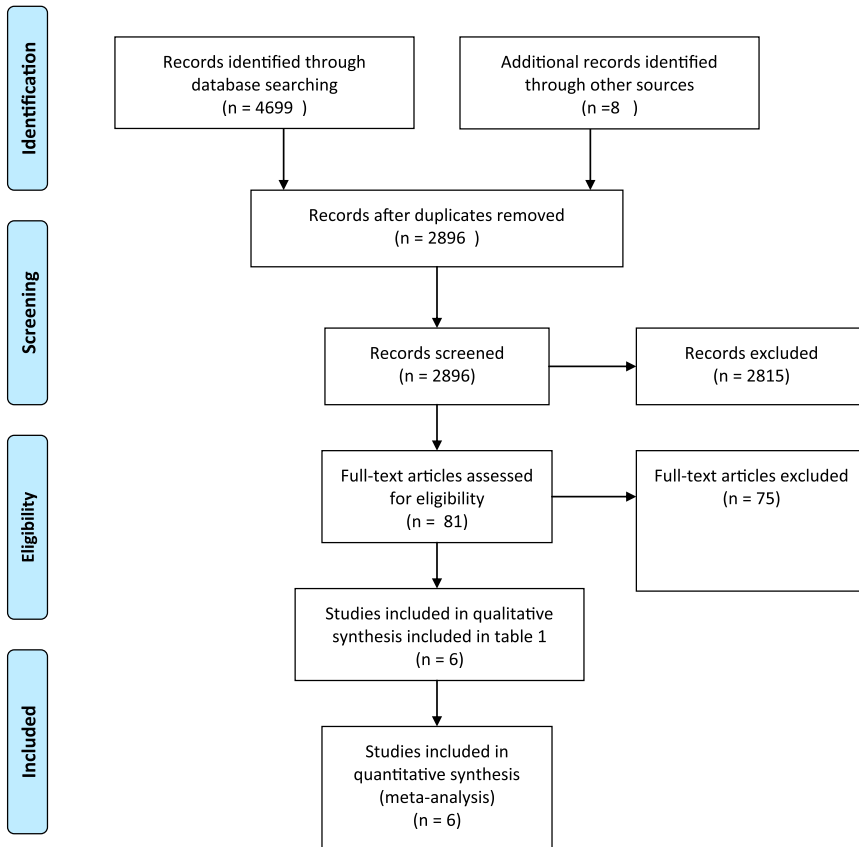 Identification
Records identified through
database searching
(n = 4699 )
Additional records identified
through other sources
(n =8 )
Records after duplicates removed
(n = 2896 )
Screening
Records screened
(n = 2896)
Records excluded
(n = 2815)
Eligibility
Full-text articles assessed
for eligibility
(n = 81)
Full-text articles excluded
(n = 75)
Studies included in qualitative
synthesis included in table 1
(n = 6)
Included
Studies included in
quantitative synthesis
(meta-analysis)
(n = 6)